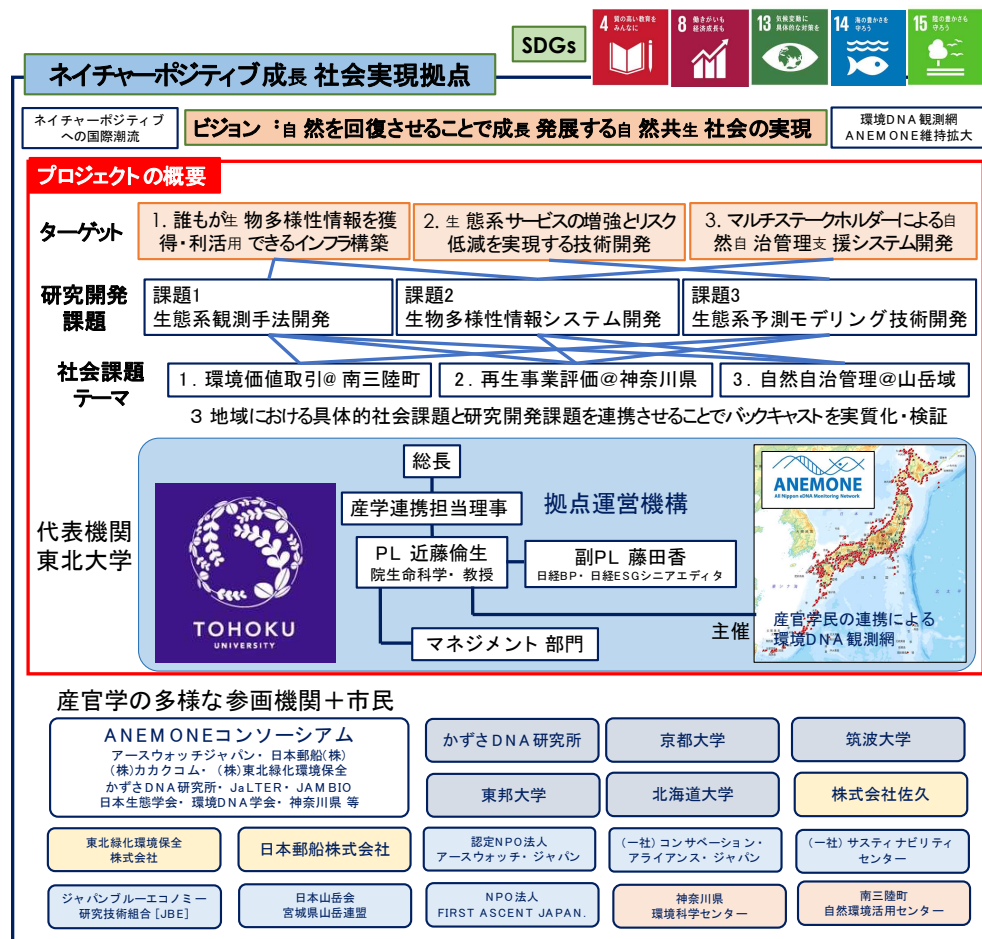 SDGs
4 質の高い教育を
みんなに
8 働きがいも
経済成長も
13 気候変動に
具体的な対策を
14 海の豊かさを
守ろう
15 陸の豊かさも
守ろう
ネイチャーポジティブ成長 社会実現拠点
ネイチャーポジティブ
への国際潮流
ビジョン：自然を回復させることで成長 発展する自然共生 社会の実現
環境DNA観測網
ANEMONE維持拡大
プロジェクトの概要
ターゲット
1. 誰もが生物多様性情報を獲
得・利活用 できるインフラ構築
2. 生態系サービスの増強とリスク
低減を実現する技術開発
3. マルチステークホルダーによる自
然自治管理支援システム開発
研究開発
課題
課題1
生態系観測手法開発
課題2
生物多様性情報システム開発
課題3
生態系予測モデリング技術開発
社会課題
テーマ
1. 環境価値取引@南三陸町
2. 再生事業評価@神奈川県
3. 自然自治管理@山岳域
3 地域における具体的社会課題と研究開発課題を連携させることでバックキャストを実質化・検証
代表機関
東北大学
TOHOKU
UNIVERSITY
総長
産学連携担当理事
拠点運営機構
PL 近藤倫生
院生命科学・教授
副PL 藤田香
日経BP・日経ESGシニアエディタ
マネジメント 部門
主催
ANEMONE
All Nippon eDNA Monitoring Network
産官学民の連携による
環境DNA観測網
産官学の多様な参画機関＋市民
ANEMONEコンソーシアム
アースウォッチジャパン・日本郵船(株)
(株)カカクコム・(株)東北緑化環境保全
かずさDNA研究所・JaLTER・JAMBIO
日本生態学会・環境DNA学会・神奈川県 等
かずさDNA研究所
京都大学
筑波大学
東邦大学
北海道大学
株式会社佐久
東北緑化環境保全
株式会社
日本郵船株式会社
認定NPO法人
アースウォッチ・ジャパン
(一社)コンサベーション・
アライアンス・ジャパン
(一社)サスティナビリティ
センター
ジャパンブルーエコノミー
研究技術組合 [JBE]
日本山岳会
宮城県山岳連盟
NPO法人
FIRST ASCENT JAPAN.
神奈川県
環境科学センター
南三陸町
自然環境活用センター